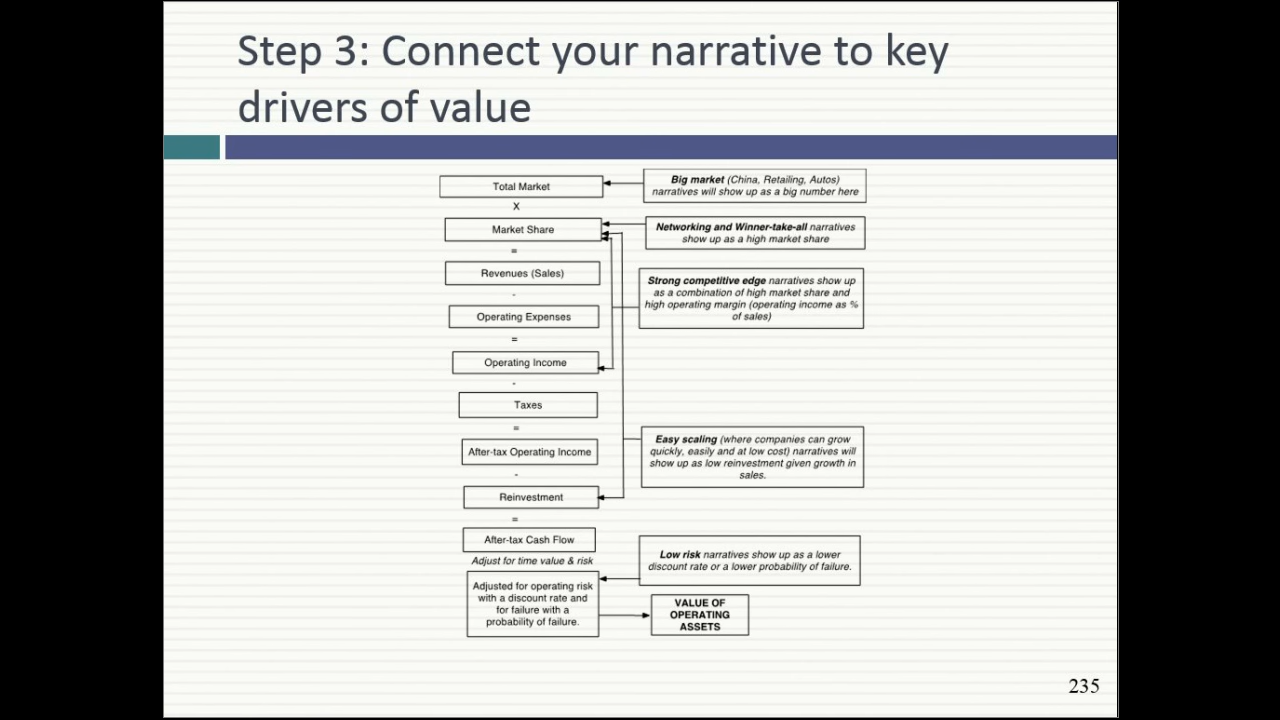 Step 3: Connect your narrative to key
drivers of value
Total Market
Big market (China, Retailing, Autos)
narratives will show up as a big number here
X
Market Share
Networking and Winner-take-all narratives
show up as a high market share
=
Revenues (Sales)
Strong competitive edge narratives show up
as a combination of high market share and
high operating margin (operating income as %
of sales)
-
Operating Expenses
=
Operating Income
-
Taxes
=
After-tax Operating Income
Easy scaling (where companies can grow
quickly, easily and at low cost) narratives will
show up as low reinvestment given growth in
sales.
-
Reinvestment
=
After-tax Cash Flow
Adjust for time value & risk
Low risk narratives show up as a lower
discount rate or a lower probability of failure.
Adjusted for operating risk
with a discount rate and
for failure with a
probability of failure.
VALUE OF
OPERATING
ASSETS
235